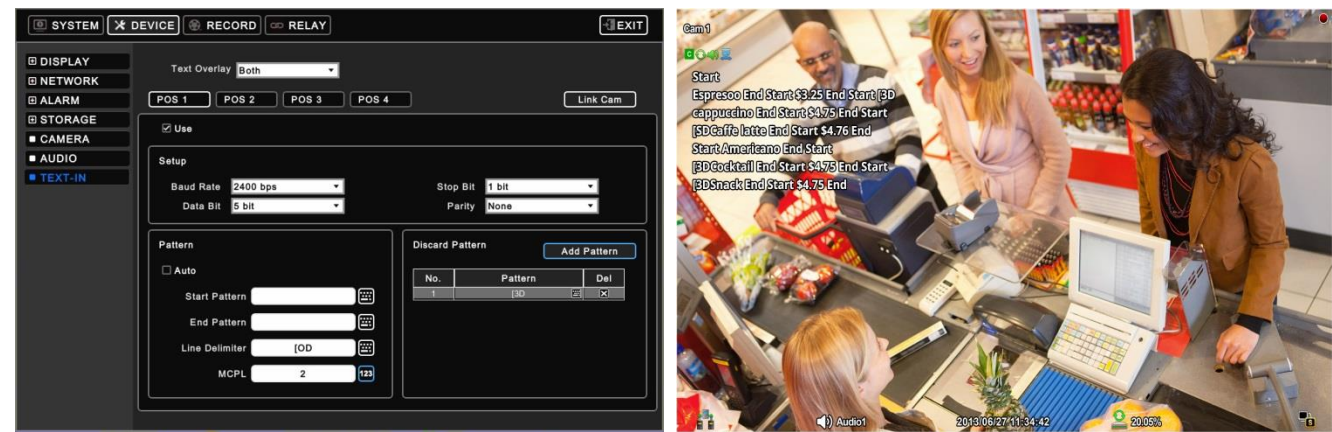 SYSTEM DEVICE RECORD RELAY EXIT
DISPLAY
NETWORK
ALARM
STORAGE
CAMERA
AUDIO
TEXT-IN
Text Overlay Both
POS 1 POS 2 POS 3 POS 4 Link Cam
Use
Setup
Baud Rate 2400 bps Stop Bit 1 bit
Data Bit 5 bit Parity None
Pattern
Auto
Start Pattern
End Pattern
Line Delimiter [OD
MCPL 2 123
Discard Pattern Add Pattern
No. Pattern Del
1 [3D
Cam 1
C
Start
Espresoo End Start $3.25 End Start [3D
cappuccino End Start $4.75 End Start
[5DCaffe latte End Start $4.76 End
Start Americano End Start
[3DCocktail End Start $4.75 End Start
[3DSnack End Start $4.75 End
Audio1 2013/06/27 11:34:42 20.05%